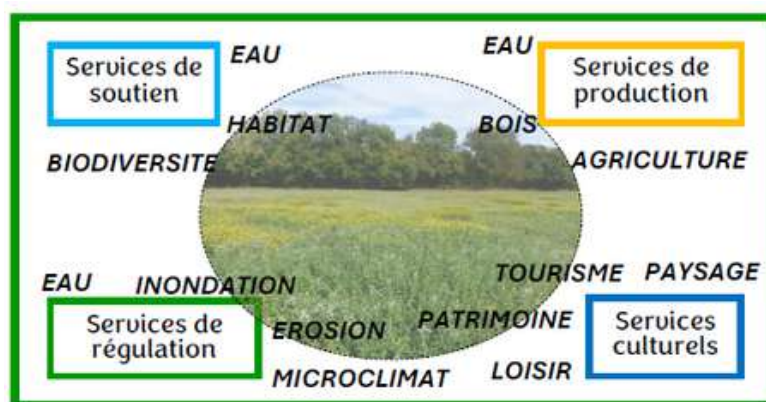 Services de
soutien
EAU
HABITAT
BIODIVERSITE
EAU
Services de
production
BOIS
AGRICULTURE
EAU
INONDATION
Services de
régulation
EROSION
MICROCLIMAT
TOURISME
PAYSAGE
PATRIMOINE
Services
culturels
LOISIR